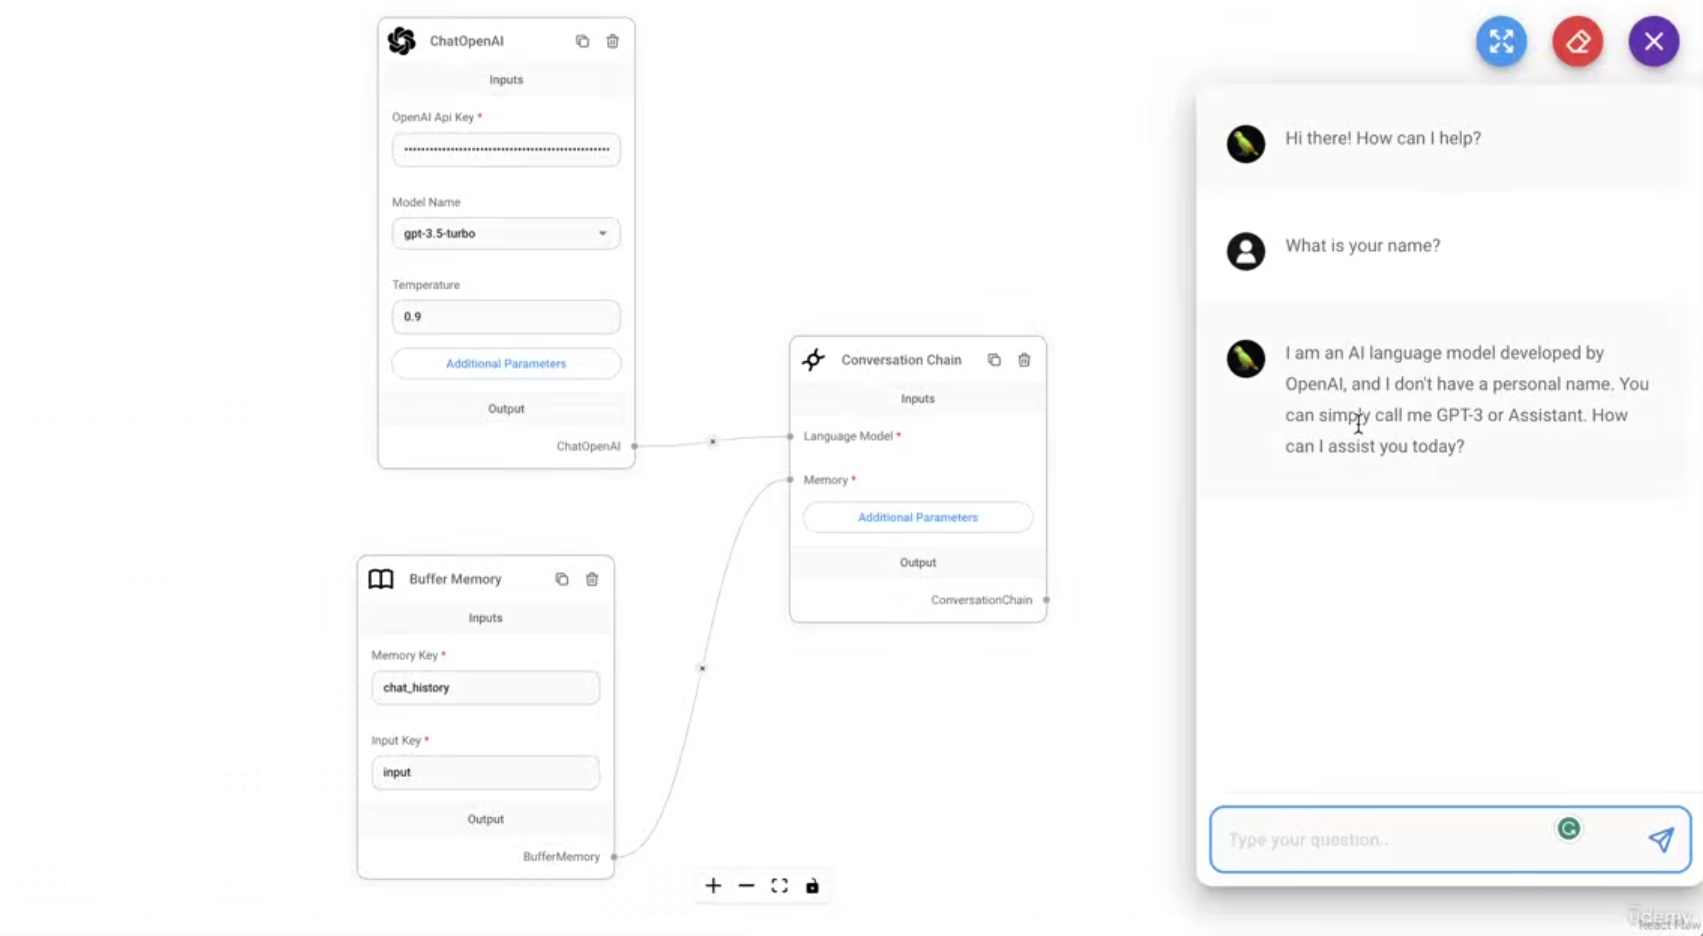 ChatOpenAI
Inputs
OpenAI Api Key *
Model Name
gpt-3.5-turbo
Temperature
0.9
Additional Parameters
Output
ChatOpenAI
Buffer Memory
Inputs
Memory Key *
chat_history
Input Key *
input
Output
BufferMemory
Conversation Chain
Inputs
Language Model *
Memory *
Additional Parameters
Output
ConversationChain
Hi there! How can I help?
What is your name?
I am an AI language model developed by
OpenAI, and I don't have a personal name. You
can simply call me GPT-3 or Assistant. How
can I assist you today?
Type your question...
ûdemy
React Flow